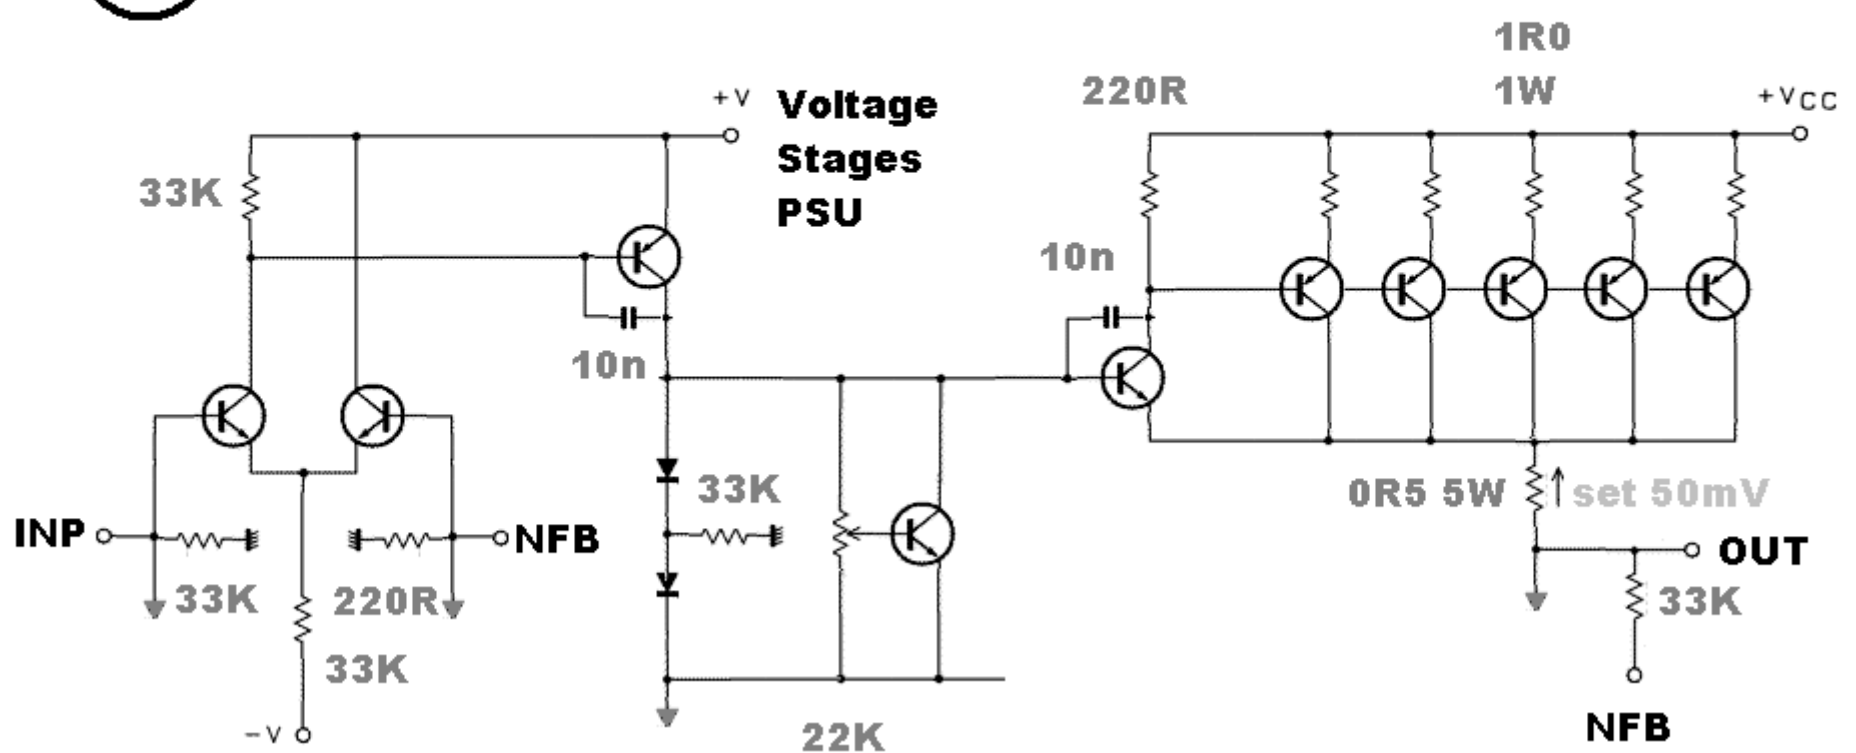 1R0
220R
1W
+V
Voltage
+VCC
Stages
33K
PSU
10n
10n
33K
0R5 5W
set 50mV
INP
NFB
OUT
33K
220R
33K
33K
22K
NFB
-V